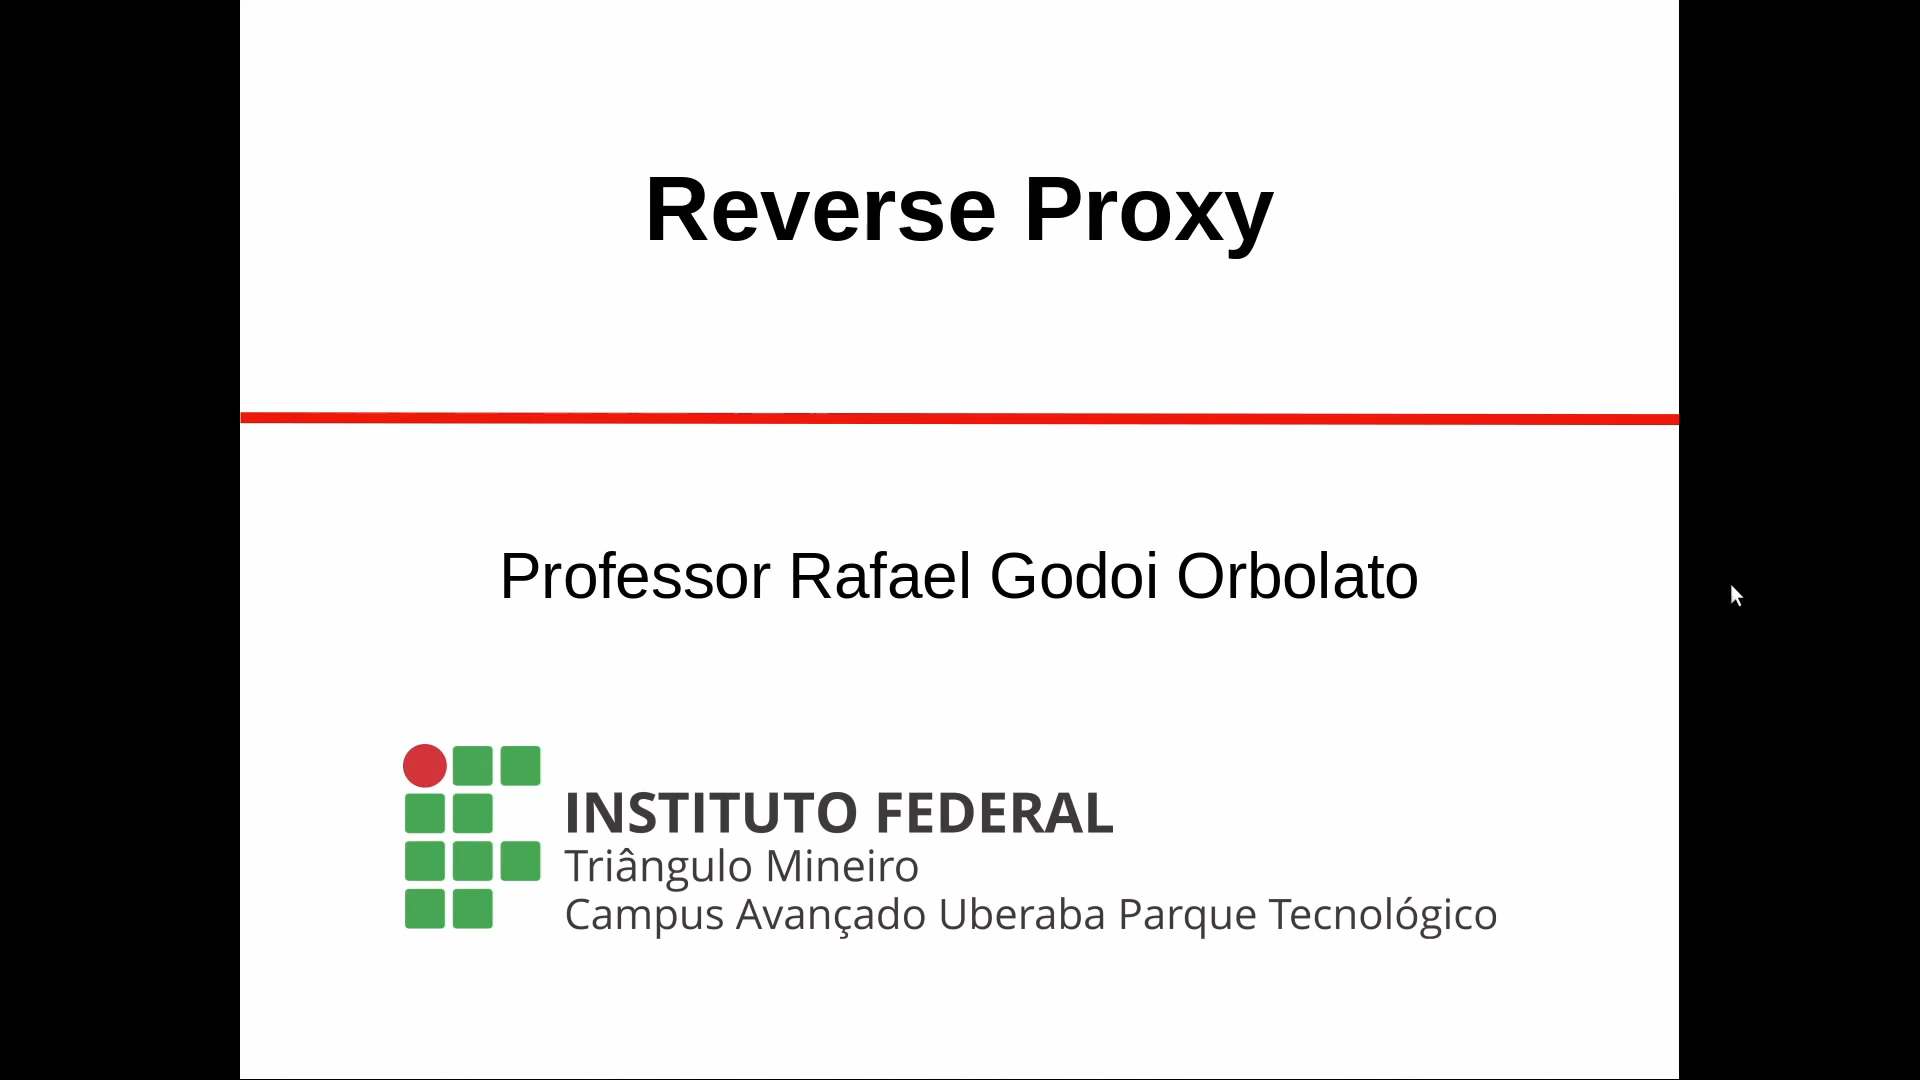 Reverse Proxy
Professor Rafael Godoi Orbolato
INSTITUTO FEDERAL
Triângulo Mineiro
Campus Avançado Uberaba Parque Tecnológico